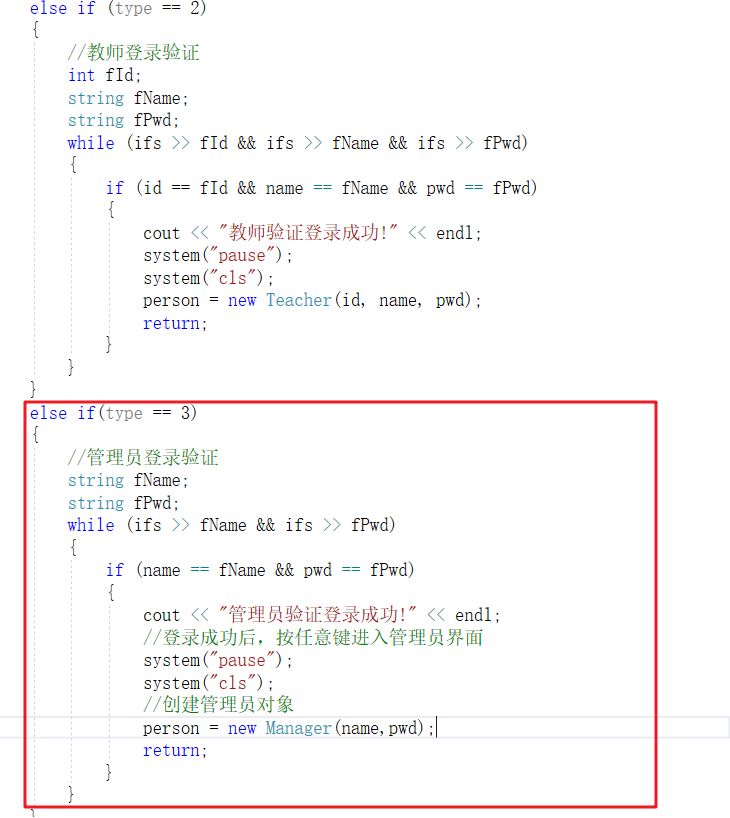 else if (type == 2)
{
//教师登录验证
int fId;
string fName;
string fPwd;
while (ifs >> fId && ifs >> fName && ifs >> fPwd)
{
if (id == fId && name == fName && pwd == fPwd)
{
cout << "教师验证登录成功!" << endl;
system("pause");
system("cls");
person = new Teacher(id, name, pwd);
return;
}
}
}
else if(type == 3)
{
//管理员登录验证
string fName;
string fPwd;
while (ifs >> fName && ifs >> fPwd)
{
if (name == fName && pwd == fPwd)
{
cout << "管理员验证登录成功!" << endl;
//登录成功后，按任意键进入管理员界面
system("pause");
system("cls");
//创建管理员对象
person = new Manager(name,pwd);
return;
}
}
}